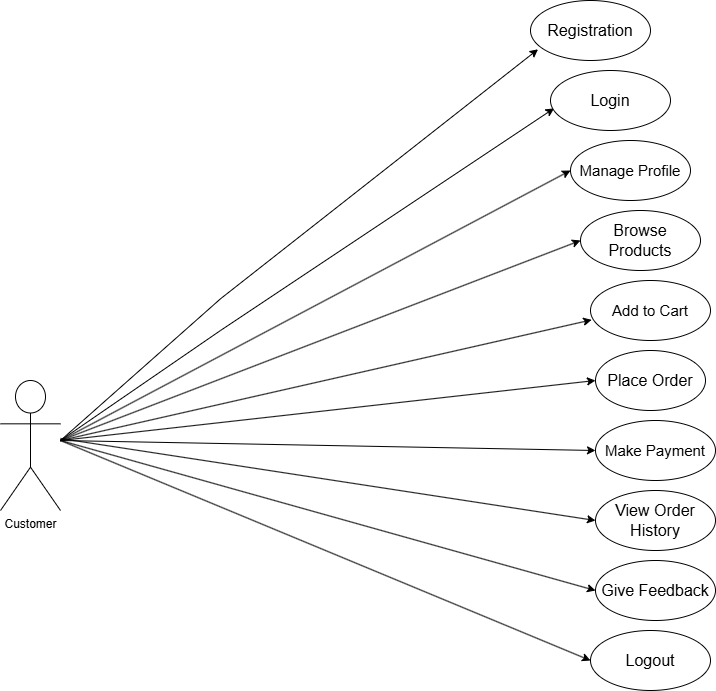 Registration
Login
Manage Profile
Browse
Products
Add to Cart
Place Order
Make Payment
View Order
History
Customer
Give Feedback
Logout